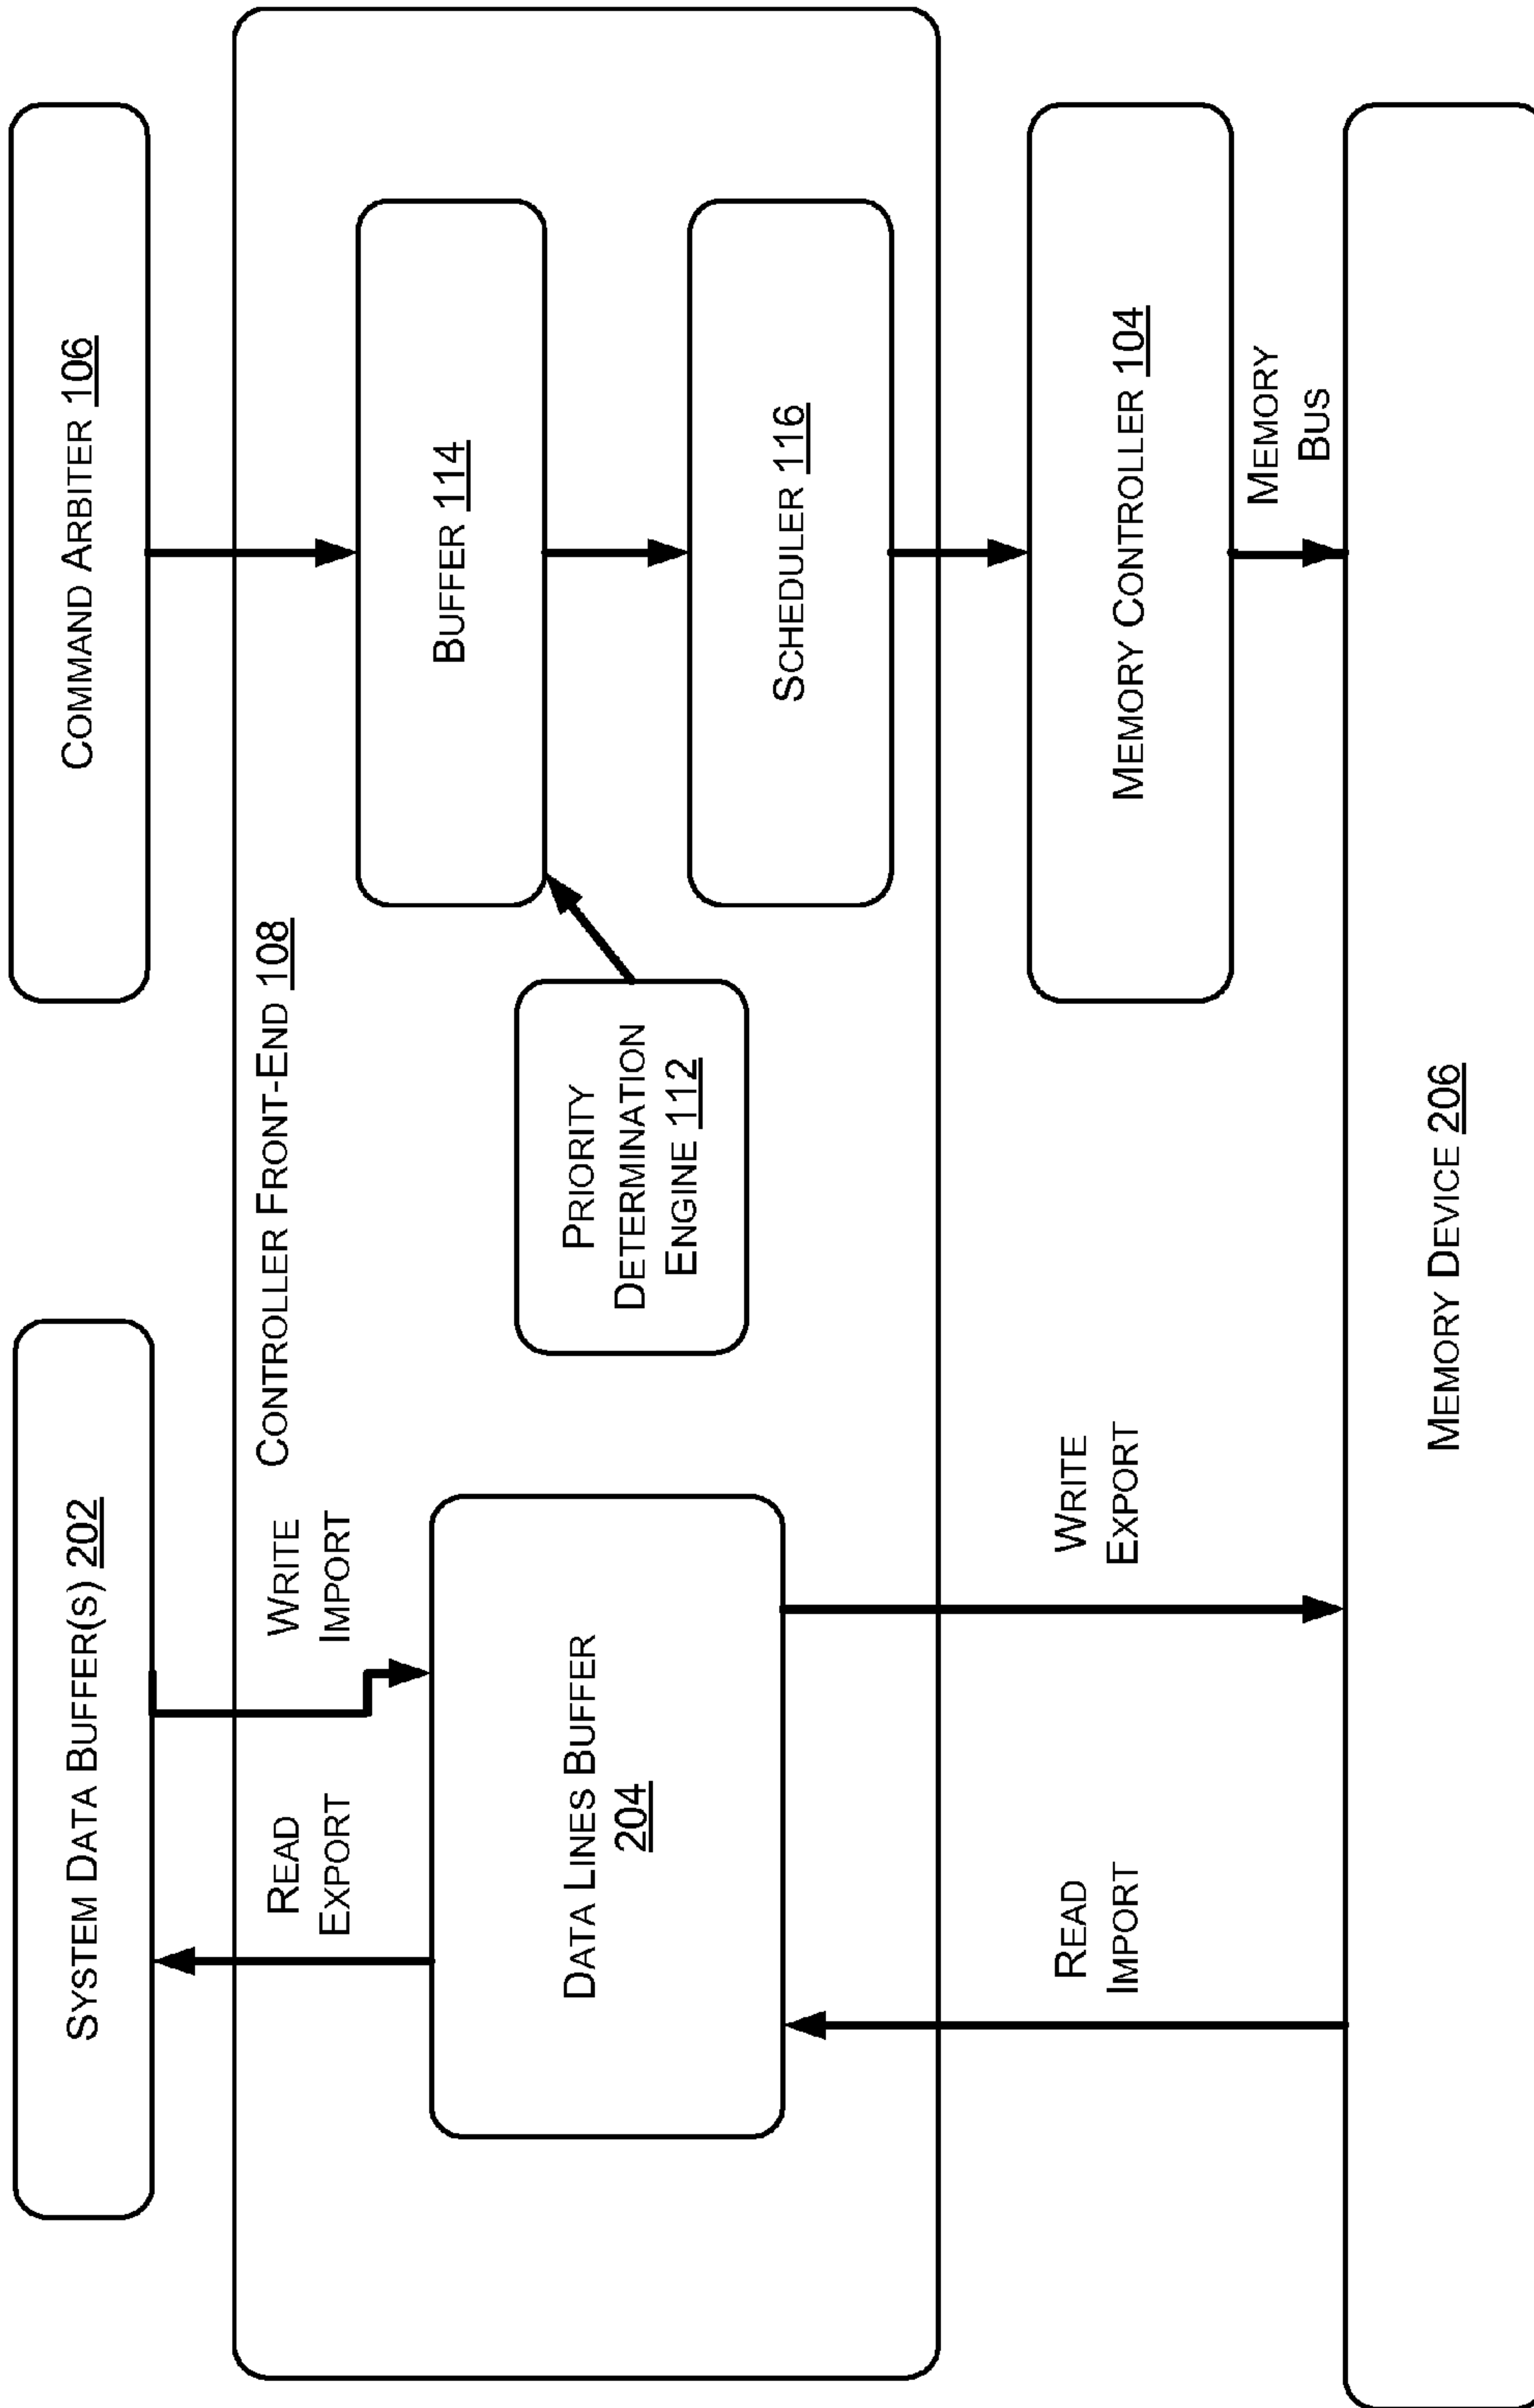 SYSTEM DATA BUFFER(S) 202
COMMAND ARBITER 106
CONTROLLER FRONT-END 108
READ
EXPORT
WRITE
IMPORT
BUFFER 114
DATA LINES BUFFER
204
PRIORITY
DETERMINATION
ENGINE 112
SCHEDULER 116
READ
IMPORT
WRITE
EXPORT
MEMORY CONTROLLER 104
MEMORY
BUS
MEMORY DEVICE 206